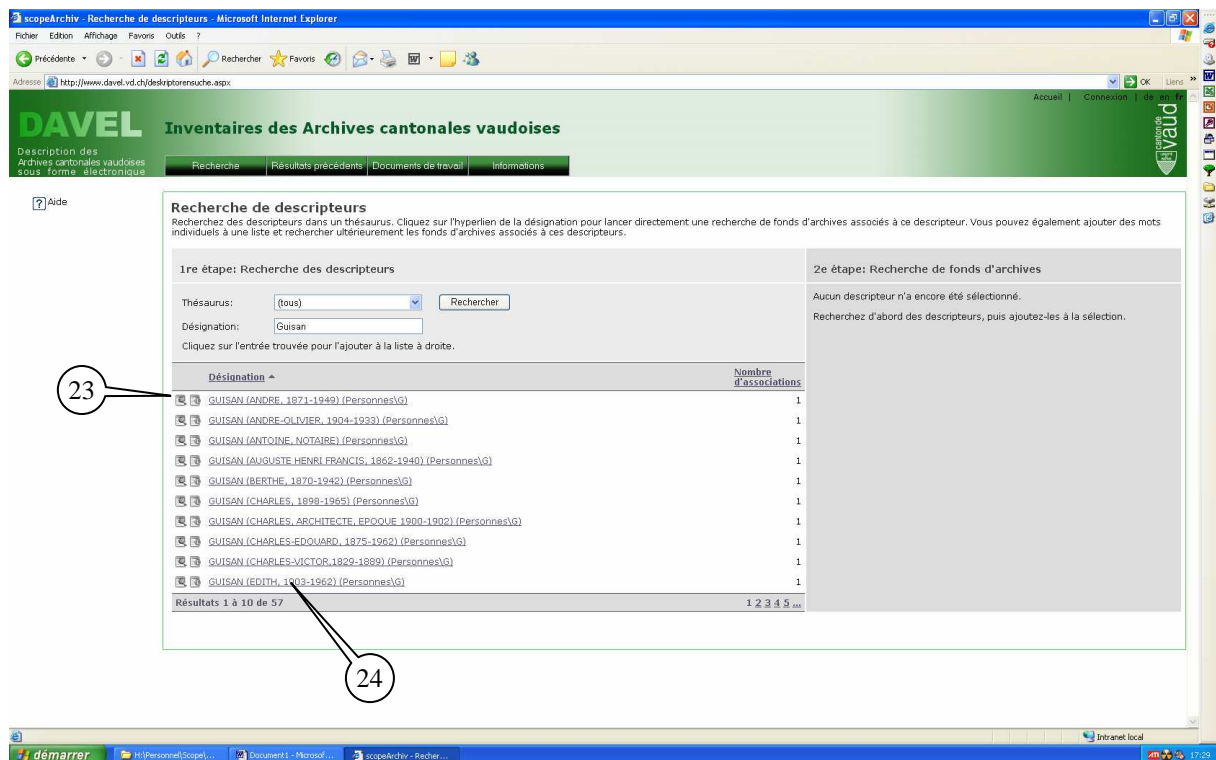 scopeArchiv - Recherche de descripteurs - Microsoft Internet Explorer
Fichier Edition Affichage Favoris Outils ?
Précédente Rechercher Favoris
Adresse http://www.davel.vd.ch/deskriptorensuche.aspx OK Liens »
Accueil | Connexion | de en fr
DAVEL
Inventaires des Archives cantonales vaudoises
canton de vaud
Description des
Archives cantonales vaudoises
sous forme électronique
Recherche Résultats précédents Documents de travail Informations
? Aide
Recherche de descripteurs
Recherchez des descripteurs dans un thésaurus. Cliquez sur l'hyperlien de la désignation pour lancer directement une recherche de fonds d'archives associés à ce descripteur. Vous pouvez également ajouter des mots
individuels à une liste et rechercher ultérieurement les fonds d'archives associés à ces descripteurs.
1re étape: Recherche des descripteurs
2e étape: Recherche de fonds d'archives
Thésaurus: (tous) Rechercher
Aucun descripteur n'a encore été sélectionné.
Recherchez d'abord des descripteurs, puis ajoutez-les à la sélection.
Désignation: Guisan
Cliquez sur l'entrée trouvée pour l'ajouter à la liste à droite.
Désignation
Nombre
d'associations
23
GUISAN (ANDRE, 1871-1949) (Personnes\G) 1
GUISAN (ANDRE-OLIVIER, 1904-1933) (Personnes\G) 1
GUISAN (ANTOINE, NOTAIRE) (Personnes\G) 1
GUISAN (AUGUSTE HENRI FRANCIS, 1862-1940) (Personnes\G) 1
GUISAN (BERTHE, 1870-1942) (Personnes\G) 1
GUISAN (CHARLES, 1898-1965) (Personnes\G) 1
GUISAN (CHARLES, ARCHITECTE, EPOQUE 1900-1902) (Personnes\G) 1
GUISAN (CHARLES-EDOUARD, 1875-1962) (Personnes\G) 1
GUISAN (CHARLES-VICTOR,1829-1889) (Personnes\G) 1
GUISAN (EDITH, 1903-1962) (Personnes\G) 1
Résultats 1 à 10 de 57 1 2 3 4 5 ...
24
Intranet local
démarrer H:\Personnel\Scope\... Document1 - Microsof... scopeArchiv - Recher... 17:29